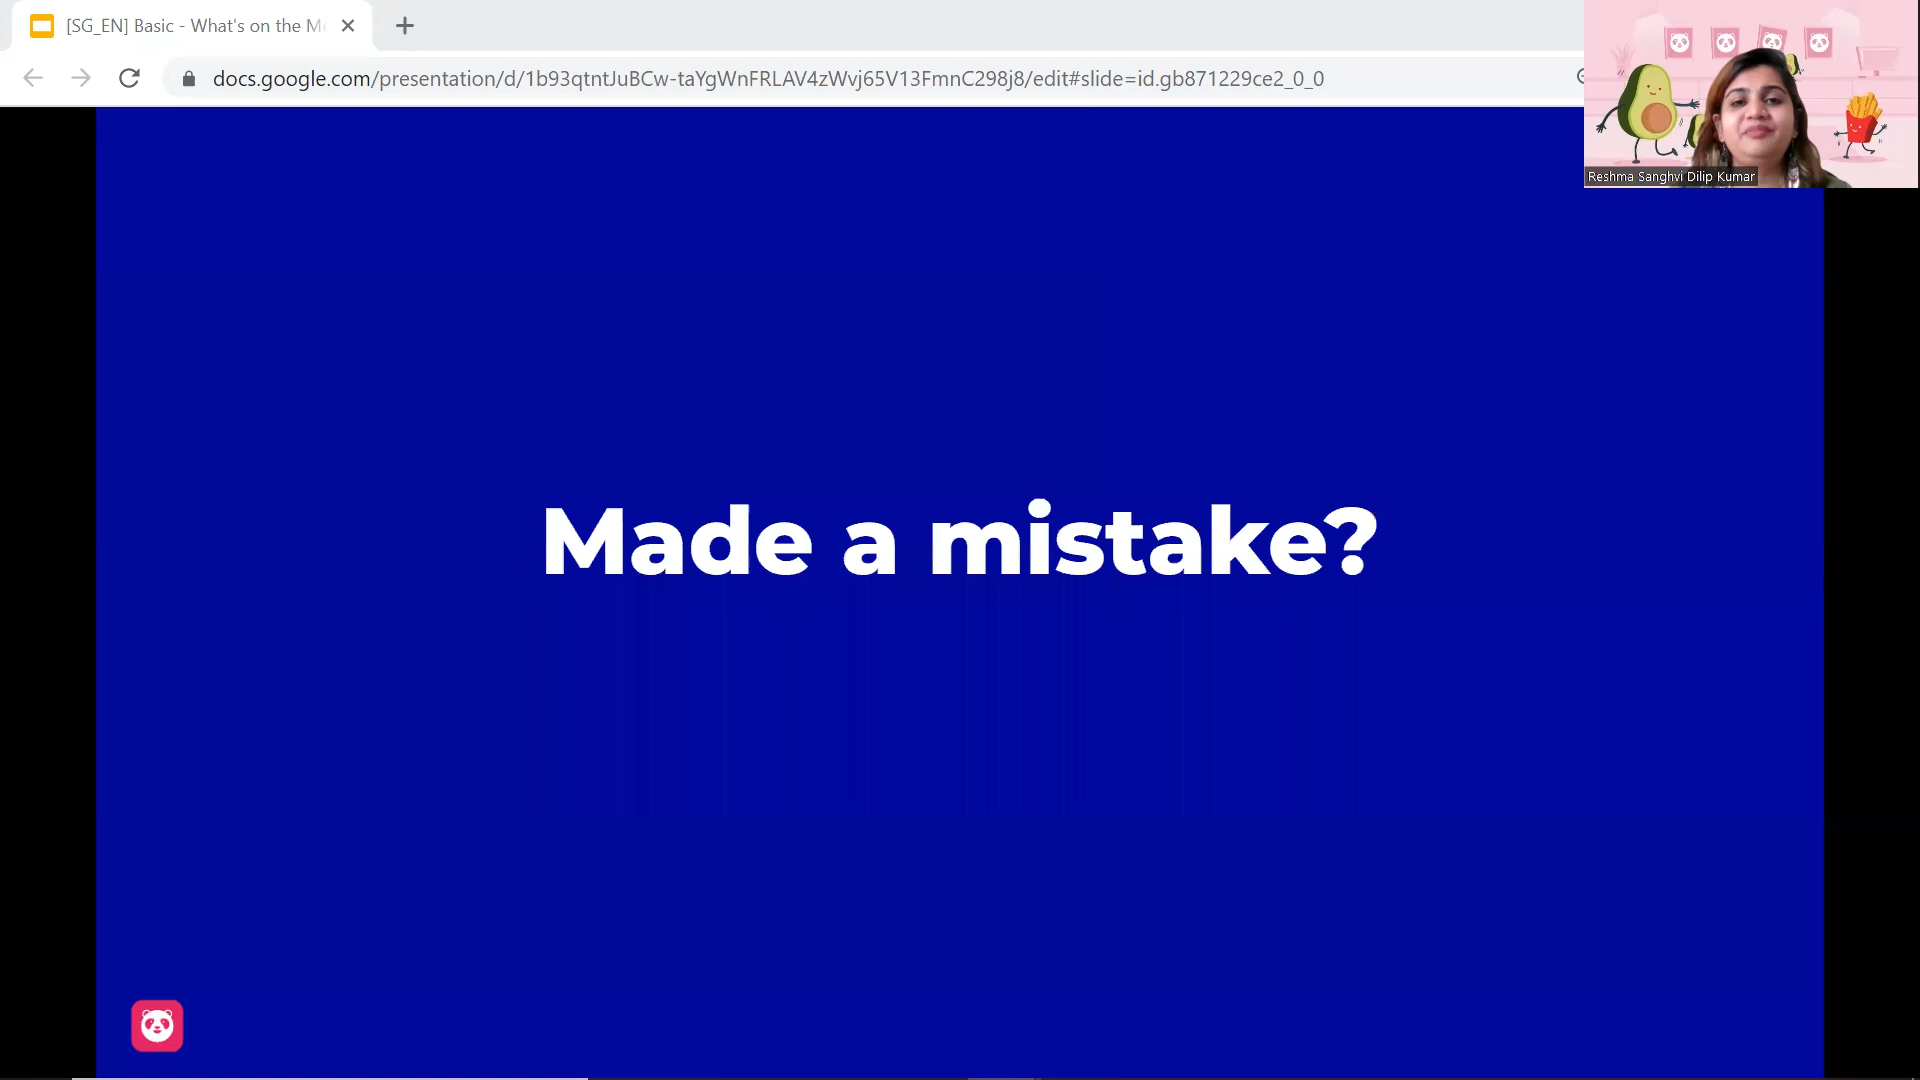 [SG_EN] Basic - What's on the Me
docs.google.com/presentation/d/1b93qtntJuBCw-taYgWnFRLAV4zWvj65V13FmnC298j8/edit#slide=id.gb871229ce2_0_0
Reshma Sanghvi Dilip Kumar
Made a mistake?